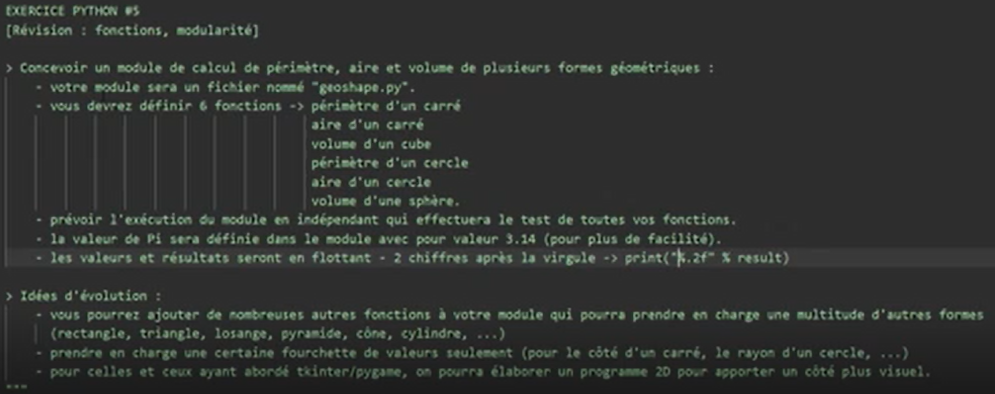 EXERCICE PYTHON #5
[Révision : fonctions, modularité]
> Concevoir un module de calcul de périmètre, aire et volume de plusieurs formes géométriques :
- votre module sera un fichier nommé "geoshape.py".
- vous devrez définir 6 fonctions -> périmètre d'un carré
aire d'un carré
volume d'un cube
périmètre d'un cercle
aire d'un cercle
volume d'une sphère.
- prévoir l'exécution du module en indépendant qui effectuera le test de toutes vos fonctions.
- la valeur de Pi sera définie dans le module avec pour valeur 3.14 (pour plus de facilité).
- les valeurs et résultats seront en flottant - 2 chiffres après la virgule -> print("%.2f" % result)
> Idées d'évolution :
- vous pourrez ajouter de nombreuses autres fonctions à votre module qui pourra prendre en charge une multitude d'autres formes
(rectangle, triangle, losange, pyramide, cône, cylindre, ...)
- prendre en charge une certaine fourchette de valeurs seulement (pour le côté d'un carré, le rayon d'un cercle, ...)
- pour celles et ceux ayant abordé tkinter/pygame, on pourra élaborer un programme 2D pour apporter un côté plus visuel.
"""